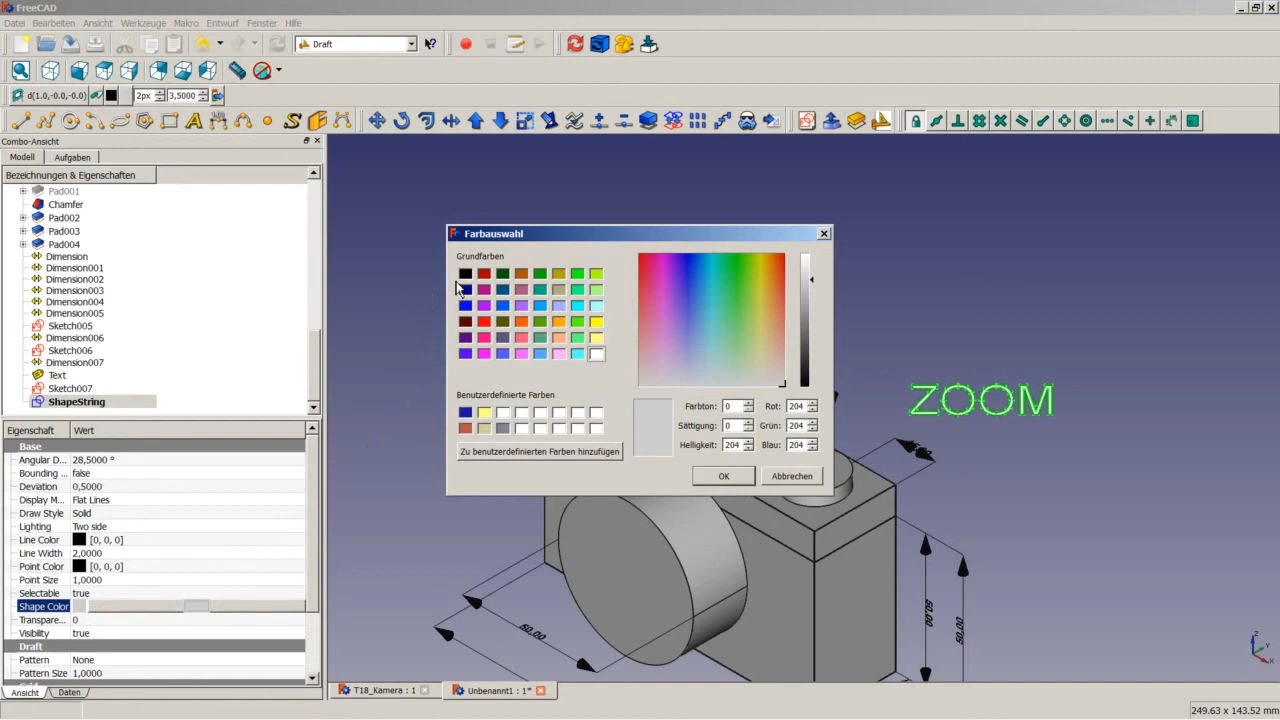 FreeCAD
Datei Bearbeiten Ansicht Werkzeuge Makro Entwurf Fenster Hilfe
Draft
d(1.0,-0.0,-0.0) 2px 3,5000
Combo-Ansicht
Modell Aufgaben
Bezeichnungen & Eigenschaften
Pad001
Chamfer
Pad002
Pad003
Pad004
Dimension
Dimension001
Dimension002
Dimension003
Dimension004
Dimension005
Sketch005
Dimension006
Sketch006
Dimension007
Text
Sketch007
ShapeString
Eigenschaft Wert
Base
Angular D... 28,5000 °
Bounding ... false
Deviation 0,5000
Display M... Flat Lines
Draw Style Solid
Lighting Two side
Line Color [0, 0, 0]
Line Width 2,0000
Point Color [0, 0, 0]
Point Size 1,0000
Selectable true
Shape Color
Transpare... 0
Visibility true
Draft
Pattern None
Pattern Size 1,0000
Ansicht Daten
Farbauswahl
Grundfarben
Benutzerdefinierte Farben
Zu benutzerdefinierten Farben hinzufügen
Farbton: 0 Rot: 204
Sättigung: 0 Grün: 204
Helligkeit: 204 Blau: 204
OK Abbrechen
ZOOM
50,00
50,00
50,00
T18_Kamera : 1 Unbenannt1 : 1*
249.63 x 143.52 mm